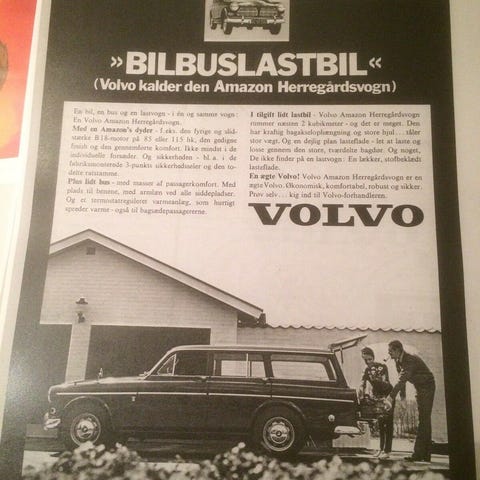 »BILBUSLASTBIL«
(Volvo kalder den Amazon Herregårdsvogn)
En bil, en bus og en lastvogn - i én og samme vogn:
En Volvo Amazon Herregårdsvogn.
Med en Amazon's dyder - f.eks. den fyrige og slid-
stærke B 18-motor på 85 eller 115 hk, den gedigne
finish og den gennemførte komfort. Ikke mindst i de
individuelle forsæder. Og sikkerheden - bl.a. i de
fabriksmonterede 3-punkts sikkerhedsseler og den to-
delte ratstamme.
Plus lidt bus - med masser af passagerkomfort. Med
plads til benene, med armlæn ved alle siddepladser.
Og et termostatreguleret varmeanlæg, som hurtigt
spreder varme - også til bagsædepassagererne.
I tilgift lidt lastbil - Volvo Amazon Herregårdsvogn
rummer næsten 2 kubikmeter - og det er meget. Den
har kraftig bagakselophængning og store hjul... tåler
stor vægt. Og en dejlig plan lasteflade - let at laste og
losse gennem den store, tværdelte bagdør. Og noget,
De ikke finder på en lastvogn: En lækker, stofbeklædt
lasteflade.
En ægte Volvo! Volvo Amazon Herregårdsvogn er en
ægte Volvo. Økonomisk, komfortabel, robust og sikker.
Prøv selv... kig ind til Volvo-forhandleren.
VOLVO